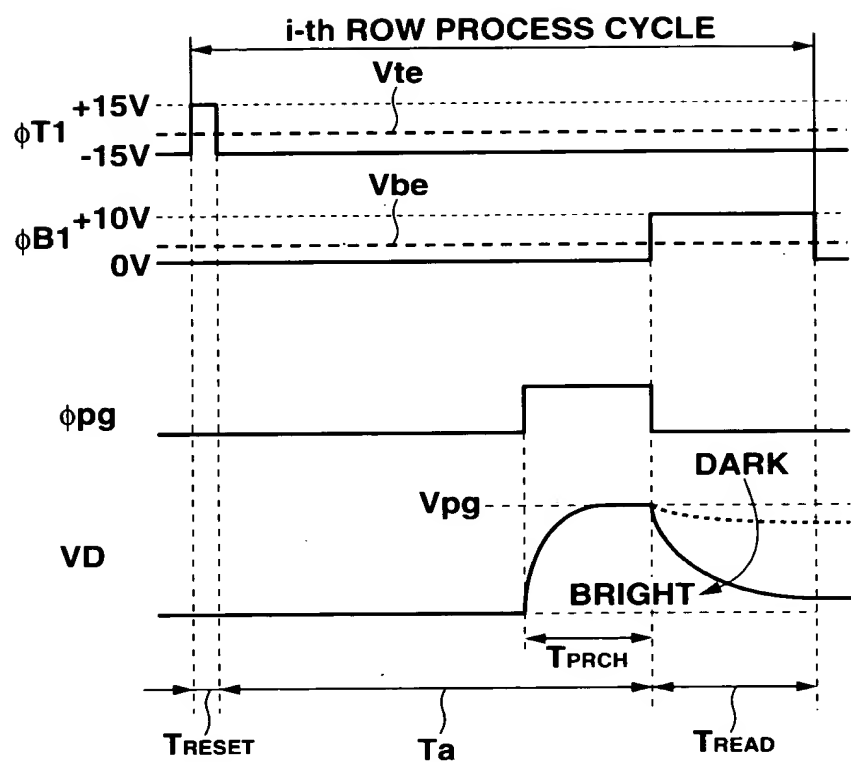 i-th ROW PROCESS CYCLE
Vte
+15V
ϕT1
-15V
Vbe
+10V
ϕB1
0V
ϕpg
DARK
Vpg
VD
BRIGHT
TPRCH
TRESET
Ta
TREAD